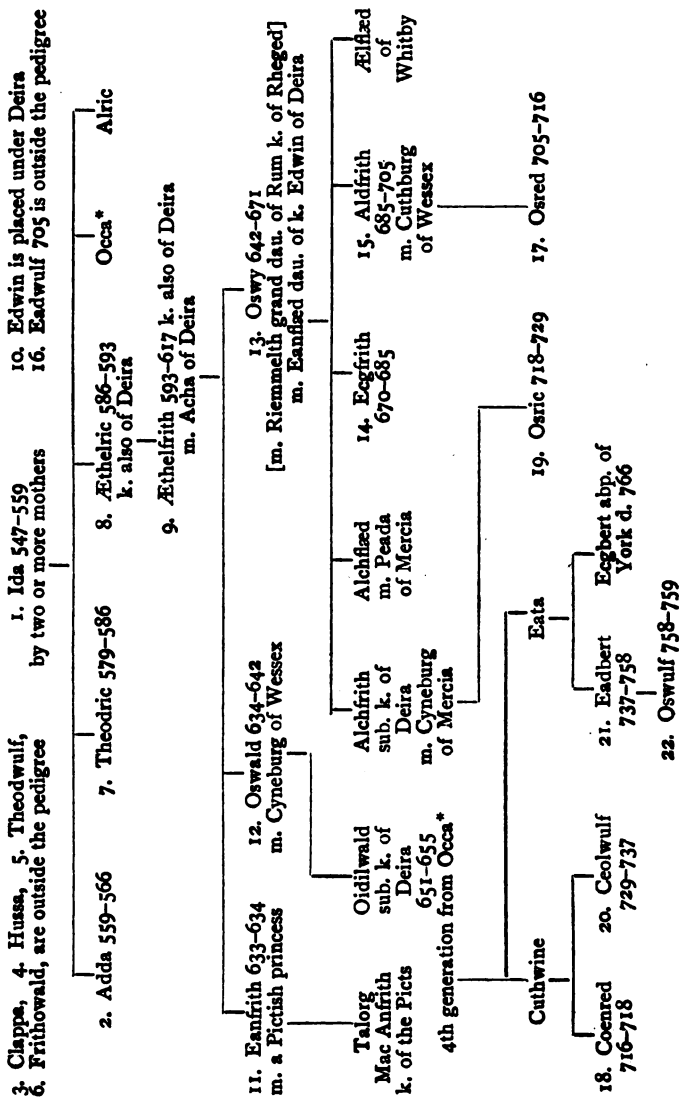 3. Clappa, 4. Hussa, 5. Theodwulf,
6. Frithowald, are outside the pedigree
1. Ida 547–559
by two or more mothers
10. Edwin is placed under Deira
16. Eadwulf 705 is outside the pedigree
2. Adda 559–566
7. Theodric 579–586
8. Æthelric 586–593
k. also of Deira
Occa*
Alric
9. Æthelfrith 593–617 k. also of Deira
m. Acha of Deira
11. Eanfrith 633–634
m. a Pictish princess
12. Oswald 634–642
m. Cyneburg of Wessex
13. Oswy 642–671
[m. Riemmelth grand dau. of Rum k. of Rheged]
m. Eanflæd dau. of k. Edwin of Deira
Talorg
Mac Anfrith
k. of the Picts
Oidilwald
sub. k. of
Deira
651–655
Alchfrith
sub. k. of
Deira
m. Cyneburg
of Mercia
Alchflæd
m. Peada
of Mercia
14. Ecgfrith
670–685
15. Aldfrith
685–705
m. Cuthburg
of Wessex
Ælflæd
of
Whitby
4th generation from Occa*
19. Osric 718–729
17. Osred 705–716
Cuthwine
Eata
18. Coenred
716–718
20. Ceolwulf
729–737
21. Eadbert
737–758
Ecgbert abp. of
York d. 766
22. Oswulf 758–759